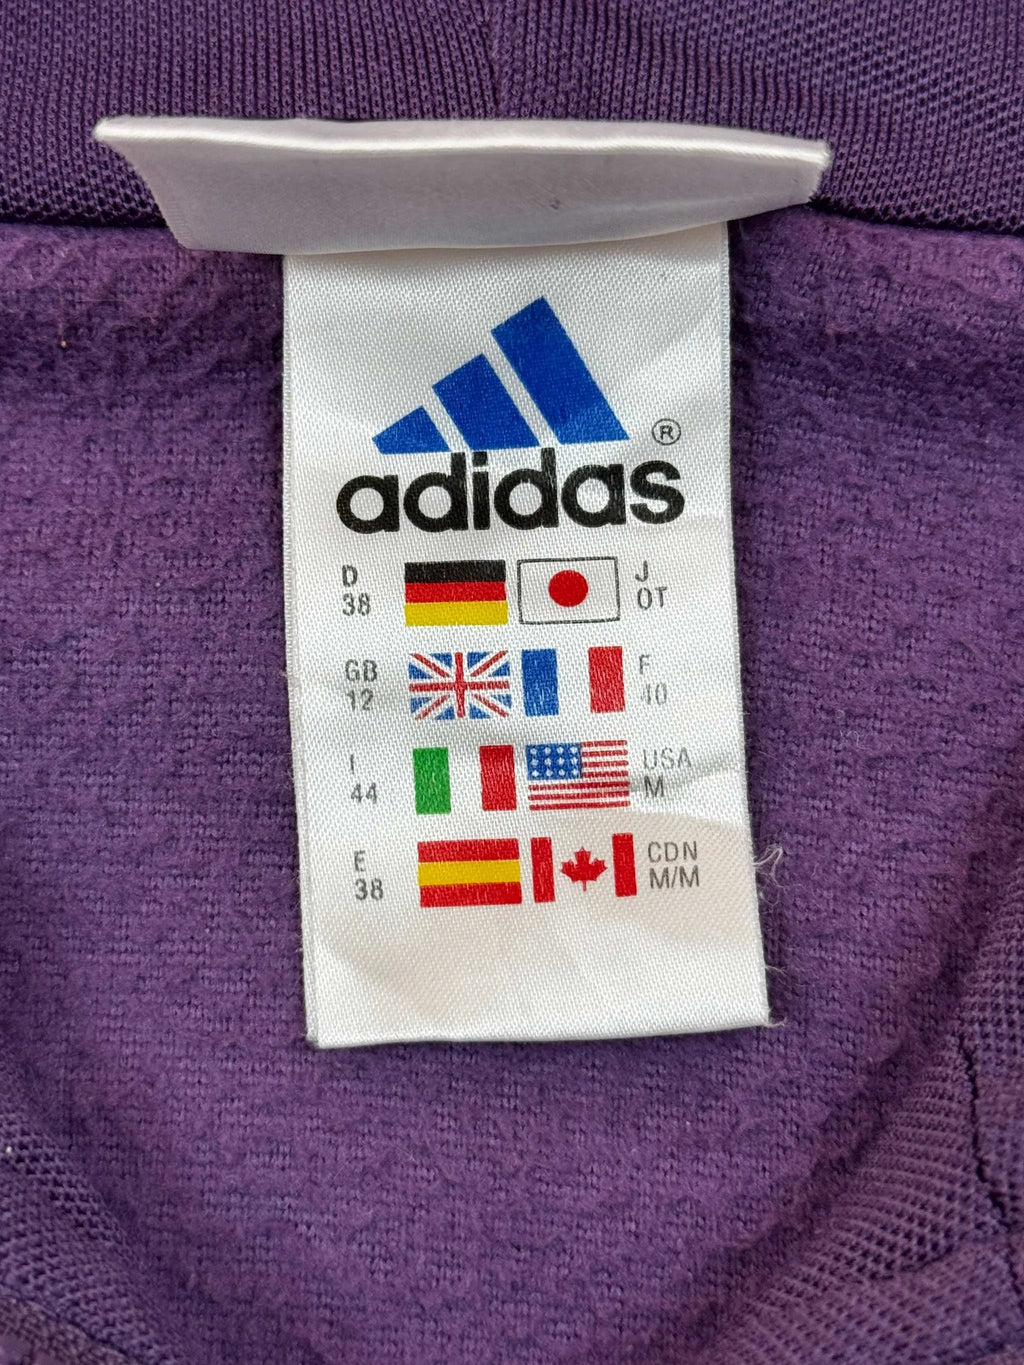 ®
adidas
D J
38 OT
GB F
12 40
I USA
44 M
E CDN
38 M/M